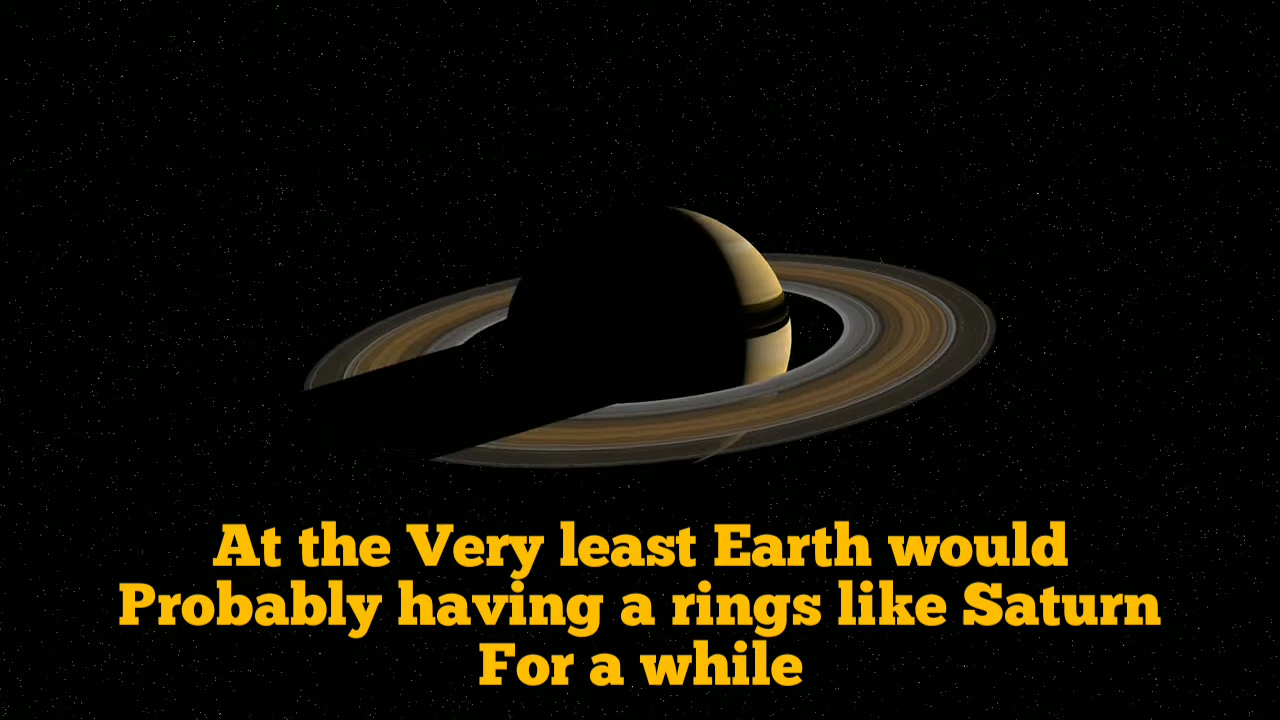 At the Very least Earth would
Probably having a rings like Saturn
For a while